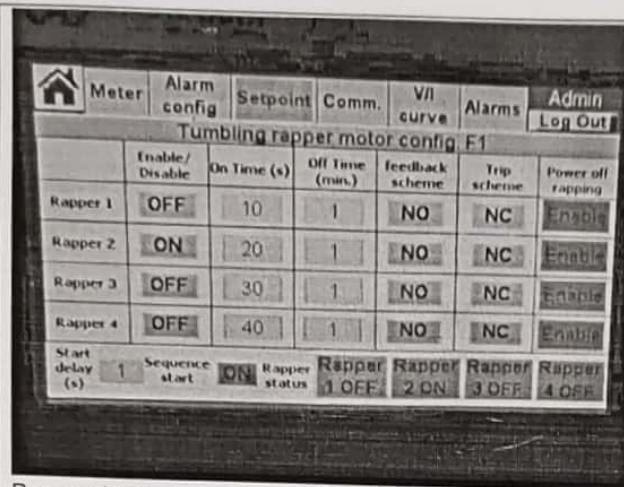 Meter Alarm config Setpoint Comm. V/I curve Alarms Admin Log Out
Tumbling rapper motor config F1
Enable/ Disable On Time (s) Off Time (min.) feedback scheme Trip scheme Power off rapping
Rapper 1 OFF 10 1 NO NC Enable
Rapper 2 ON 20 1 NO NC Enable
Rapper 3 OFF 30 1 NO NC Enable
Rapper 4 OFF 40 1 NO NC Enable
Start delay (s) 1 Sequence start ON Rapper status Rapper 1 OFF Rapper 2 ON Rapper 3 OFF Rapper 4 OFF